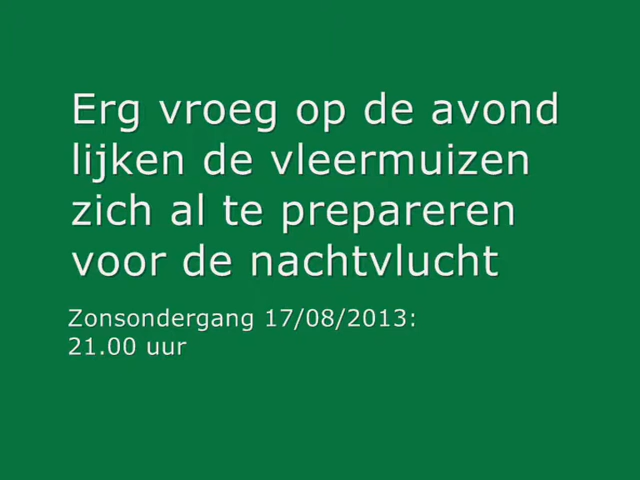 Erg vroeg op de avond
lijken de vleermuizen
zich al te prepareren
voor de nachtvlucht
Zonsondergang 17/08/2013:
21.00 uur